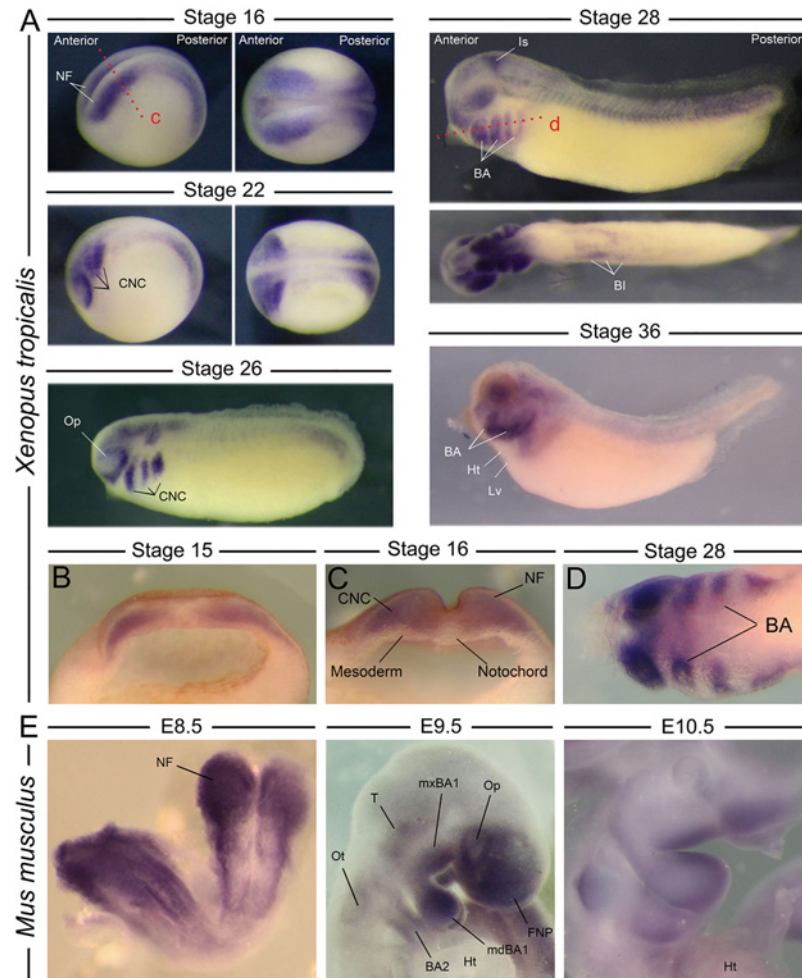 A
Stage 16
Anterior
Posterior
Anterior
Posterior
NF
c
Stage 22
CNC
Stage 26
Op
CNC
Stage 28
Anterior
Is
Posterior
d
BA
Bl
Stage 36
BA
Ht
Lv
Xenopus tropicalis
Stage 15
B
Stage 16
C
CNC
NF
Mesoderm
Notochord
Stage 28
D
BA
E
Mus musculus
E8.5
NF
E9.5
mxBA1
Op
T
Ot
FNP
mdBA1
BA2
Ht
E10.5
Ht